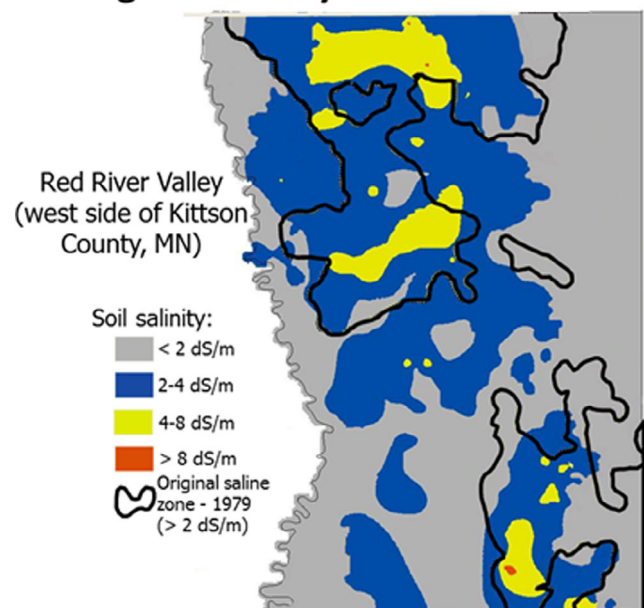 Red River Valley
(west side of Kittson
County, MN)
Soil salinity:
< 2 dS/m
2-4 dS/m
4-8 dS/m
> 8 dS/m
Original saline
zone - 1979
(> 2 dS/m)